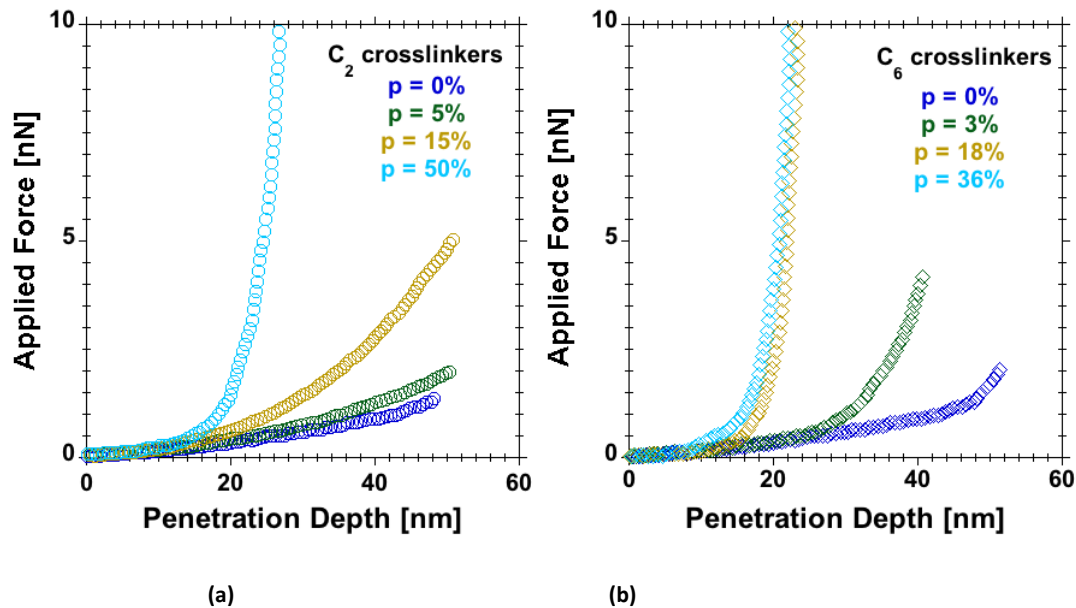 C2 crosslinkers
p = 0%
p = 5%
p = 15%
p = 50%
Applied Force [nN]
10
5
0
0 20 40 60
Penetration Depth [nm]
(a)
C6 crosslinkers
p = 0%
p = 3%
p = 18%
p = 36%
Applied Force [nN]
10
5
0
0 20 40 60
Penetration Depth [nm]
(b)